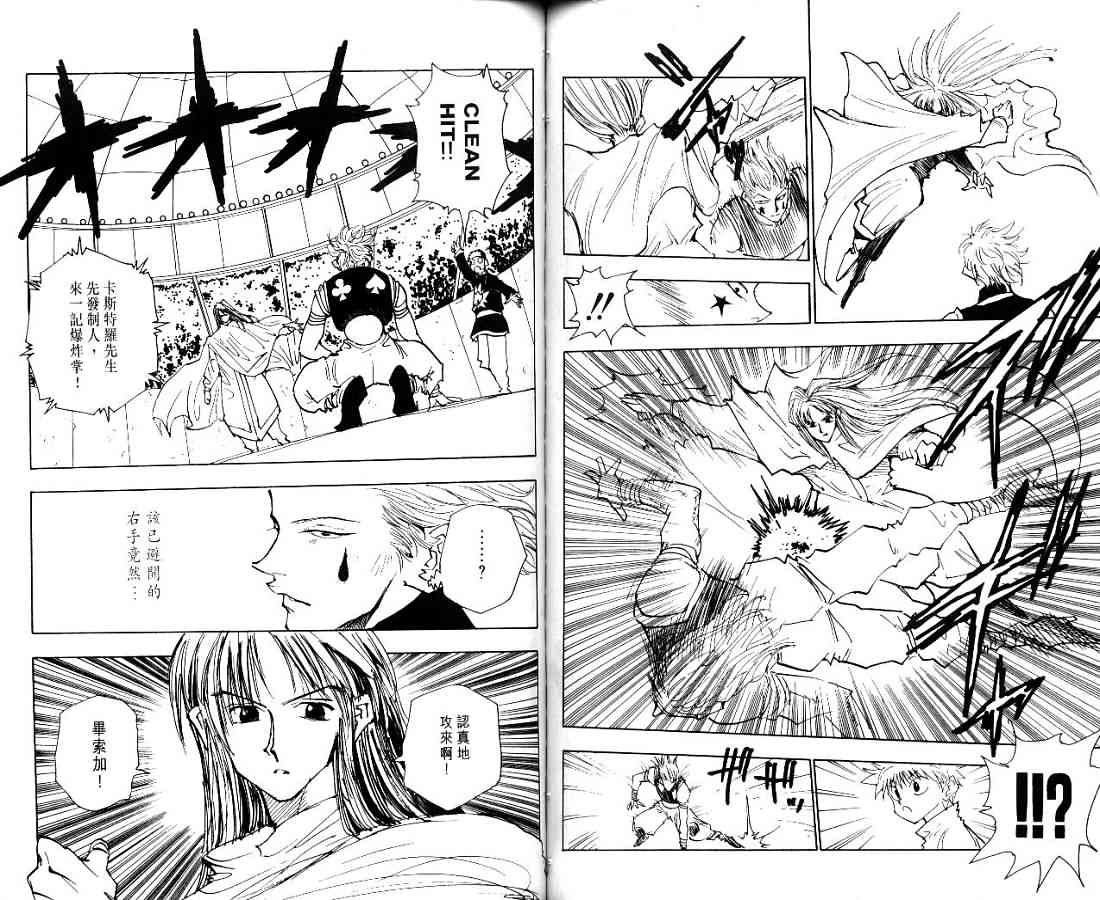 !!
!!?
CLEAN
HIT!!
卡斯特羅先生
先發制人，
來一記爆炸掌！
……?
該已避開的
右手竟然…
認真地
攻來啊！
畢索加！